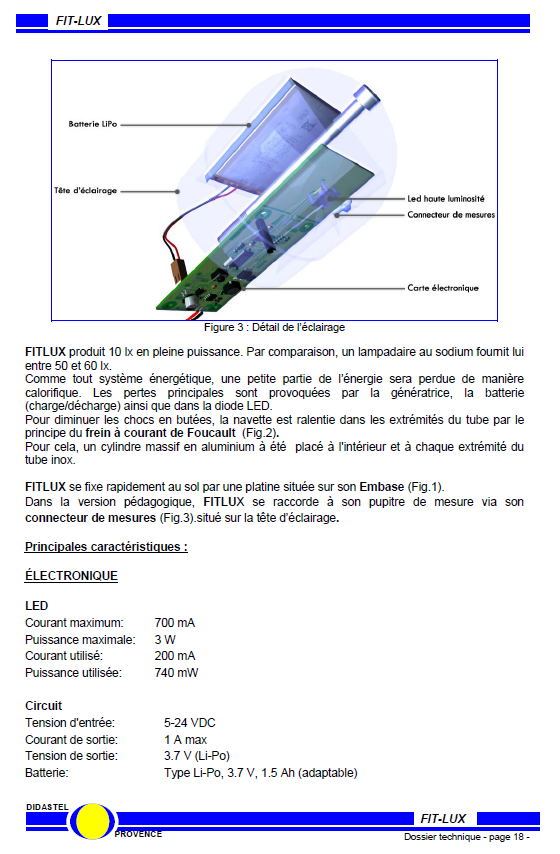 FIT-LUX
Batterie LiPo
Tête d'éclairage
Led haute luminosité
Connecteur de mesures
Carte électronique
Figure 3 : Détail de l'éclairage
FITLUX produit 10 lx en pleine puissance. Par comparaison, un lampadaire au sodium fournit lui
entre 50 et 60 lx.
Comme tout système énergétique, une petite partie de l'énergie sera perdue de manière
calorifique. Les pertes principales sont provoquées par la génératrice, la batterie
(charge/décharge) ainsi que dans la diode LED.
Pour diminuer les chocs en butées, la navette est ralentie dans les extrémités du tube par le
principe du frein à courant de Foucault (Fig.2).
Pour cela, un cylindre massif en aluminium à été placé à l'intérieur et à chaque extrémité du
tube inox.
FITLUX se fixe rapidement au sol par une platine située sur son Embase (Fig.1).
Dans la version pédagogique, FITLUX se raccorde à son pupitre de mesure via son
connecteur de mesures (Fig.3).situé sur la tête d'éclairage.
Principales caractéristiques :
ÉLECTRONIQUE
LED
Courant maximum: 700 mA
Puissance maximale: 3 W
Courant utilisé: 200 mA
Puissance utilisée: 740 mW
Circuit
Tension d'entrée: 5-24 VDC
Courant de sortie: 1 A max
Tension de sortie: 3.7 V (Li-Po)
Batterie: Type Li-Po, 3.7 V, 1.5 Ah (adaptable)
DIDASTEL
PROVENCE
FIT-LUX
Dossier technique - page 18 -